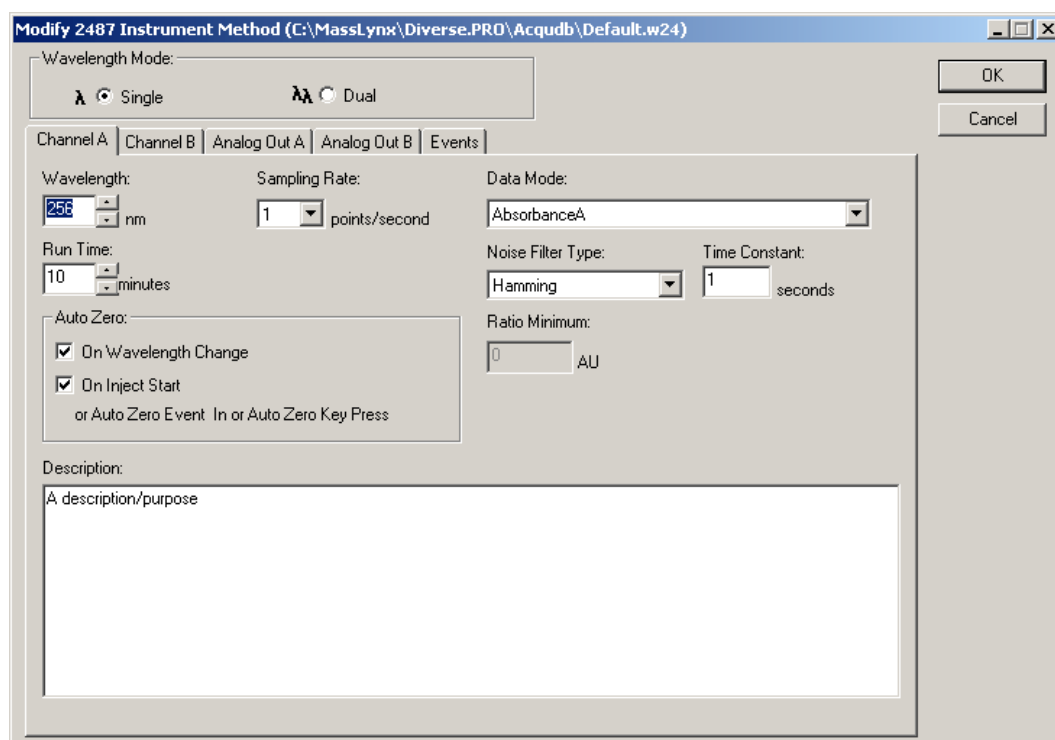 Modify 2487 Instrument Method (C:\MassLynx\Diverse.PRO\Acqudb\Default.w24)
Wavelength Mode:
λ Single λλ Dual
OK
Cancel
Channel A Channel B Analog Out A Analog Out B Events
Wavelength: Sampling Rate: Data Mode:
256 nm 1 points/second AbsorbanceA
Run Time: Noise Filter Type: Time Constant:
10 minutes Hamming 1 seconds
Auto Zero: Ratio Minimum:
On Wavelength Change 0 AU
On Inject Start
or Auto Zero Event In or Auto Zero Key Press
Description:
A description/purpose